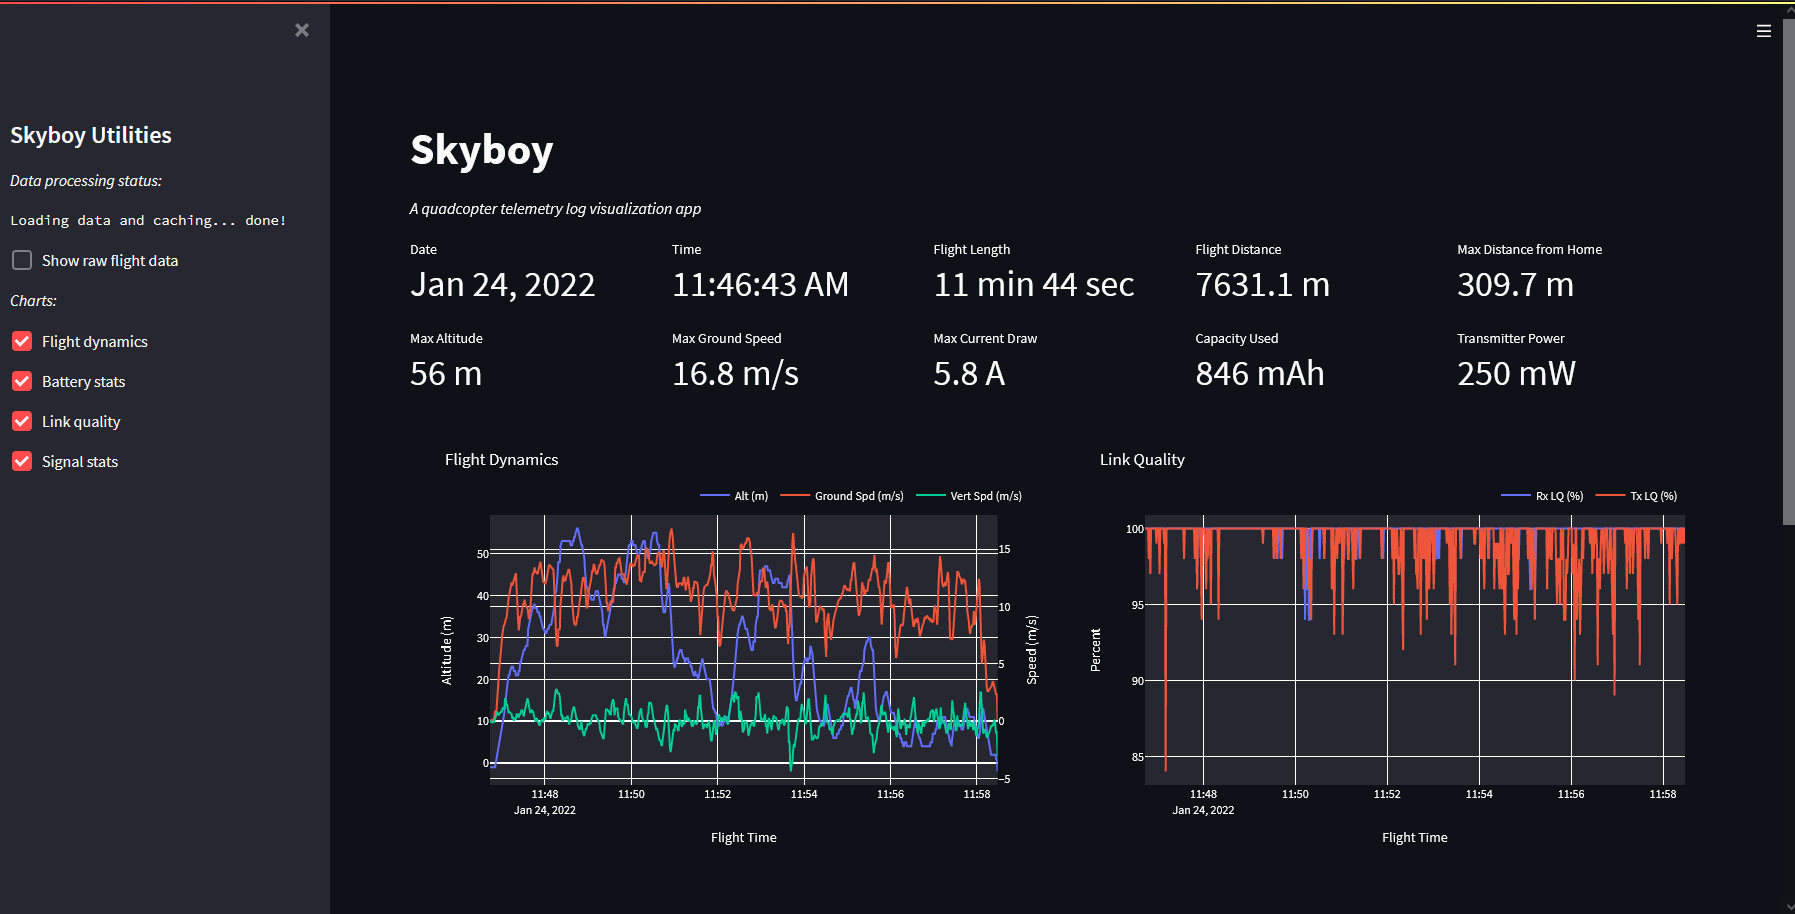 Skyboy Utilities
Data processing status:
Loading data and caching... done!
Show raw flight data
Charts:
Flight dynamics
Battery stats
Link quality
Signal stats
Skyboy
A quadcopter telemetry log visualization app
Date Time Flight Length Flight Distance Max Distance from Home
Jan 24, 2022 11:46:43 AM 11 min 44 sec 7631.1 m 309.7 m
Max Altitude Max Ground Speed Max Current Draw Capacity Used Transmitter Power
56 m 16.8 m/s 5.8 A 846 mAh 250 mW
Flight Dynamics
Alt (m) Ground Spd (m/s) Vert Spd (m/s)
Altitude (m)
50
40
30
20
10
0
15
10
5
0
−5
Speed (m/s)
11:48 11:50 11:52 11:54 11:56 11:58
Jan 24, 2022
Flight Time
Link Quality
Rx LQ (%) Tx LQ (%)
Percent
100
95
90
85
11:48 11:50 11:52 11:54 11:56 11:58
Jan 24, 2022
Flight Time